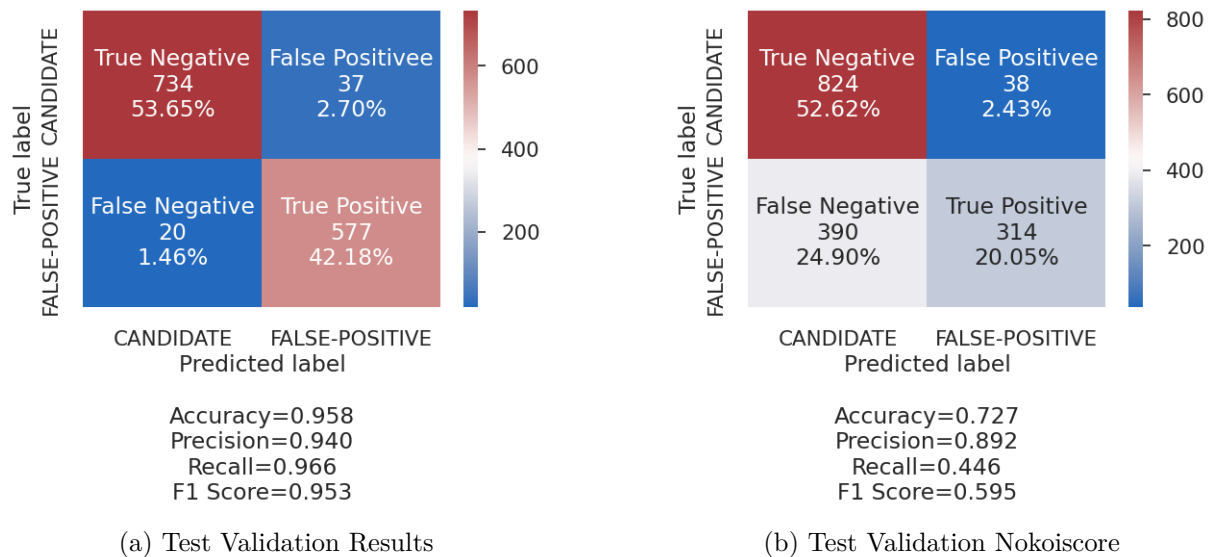 True label
FALSE-POSITIVE CANDIDATE
True Negative
734
53.65%
False Positivee
37
2.70%
False Negative
20
1.46%
True Positive
577
42.18%
600
400
200
CANDIDATE FALSE-POSITIVE
Predicted label
Accuracy=0.958
Precision=0.940
Recall=0.966
F1 Score=0.953
(a) Test Validation Results
True label
FALSE-POSITIVE CANDIDATE
True Negative
824
52.62%
False Positive
38
2.43%
False Negative
390
24.90%
True Positive
314
20.05%
800
600
400
200
CANDIDATE FALSE-POSITIVE
Predicted label
Accuracy=0.727
Precision=0.892
Recall=0.446
F1 Score=0.595
(b) Test Validation Nokoiscore